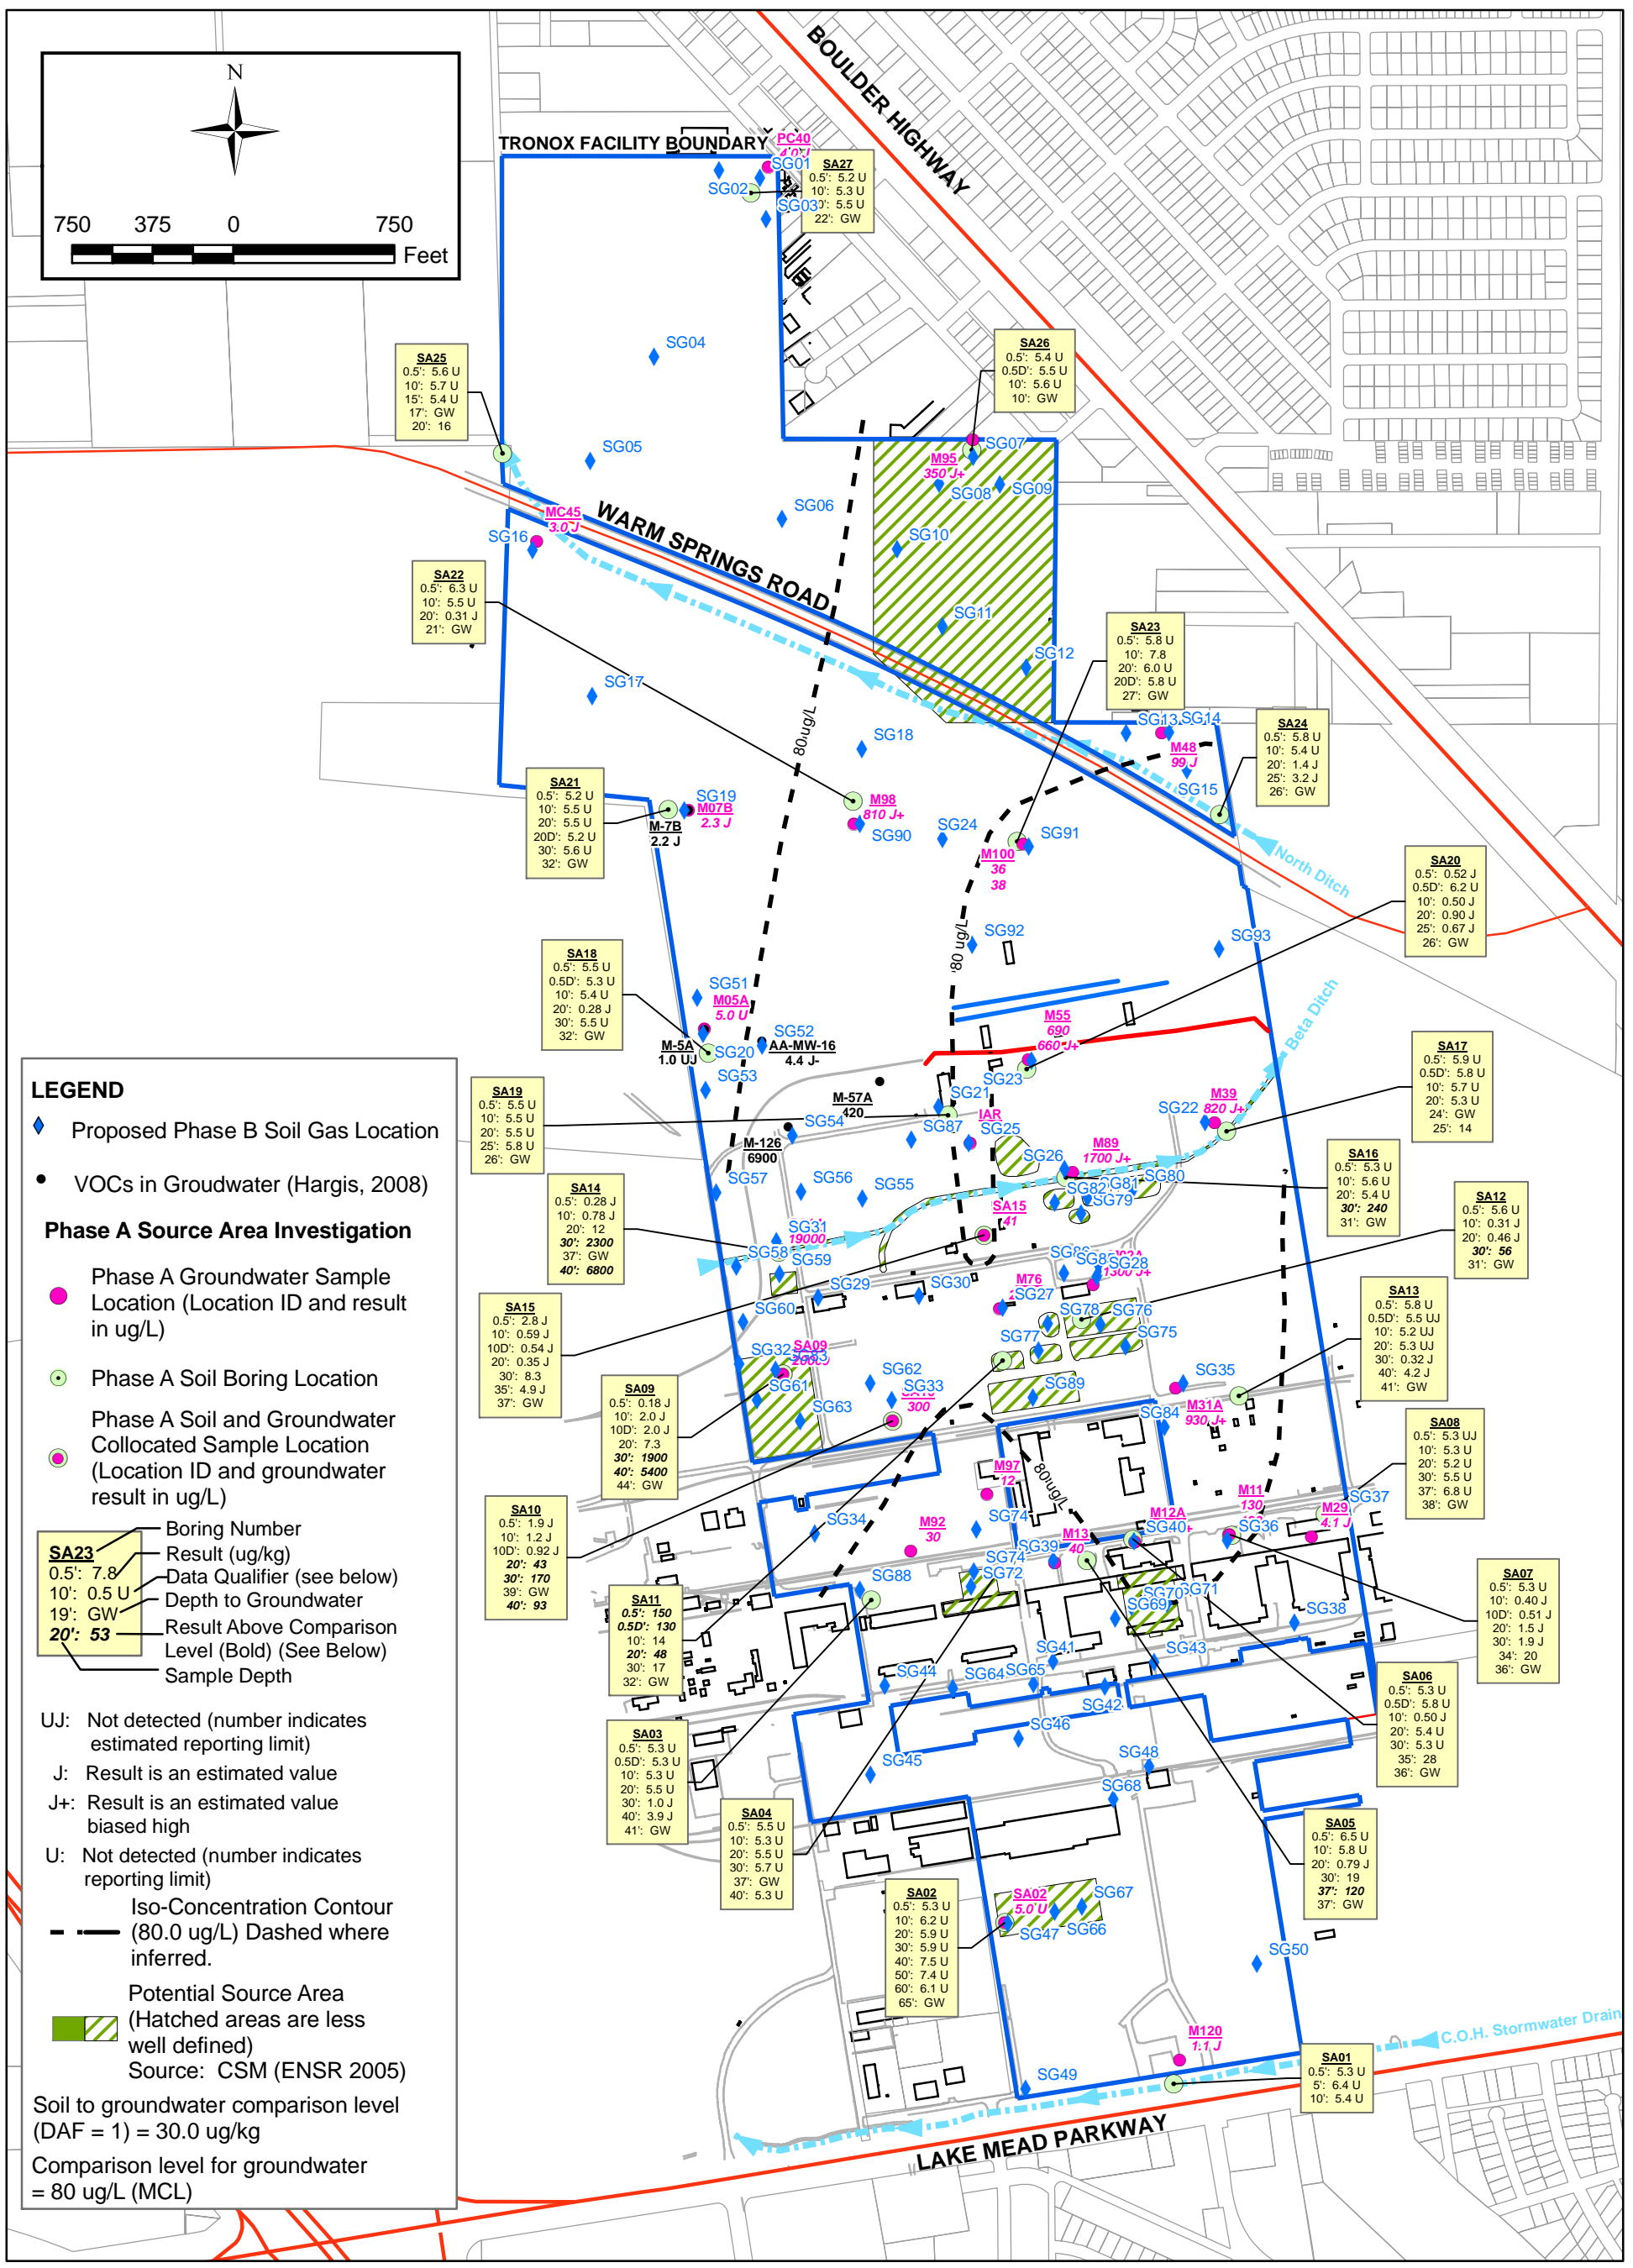 N
750 375 0 750
Feet
BOULDER HIGHWAY
TRONOX FACILITY BOUNDARY
PC40
SG01
SG02
SG03
SA27
0.5': 5.2 U
10': 5.3 U
5.5 U
22': GW
SG04
SA25
0.5': 5.6 U
10': 5.7 U
15': 5.4 U
17': GW
20': 16
SA26
0.5': 5.4 U
0.5D': 5.5 U
10': 5.6 U
10': GW
SG05
SG07
M95
350 J+
SG08
SG09
SG06
SG10
MC45
3.0 J
SG16
WARM SPRINGS ROAD
SA22
0.5': 6.3 U
10': 5.5 U
20': 0.31 J
21': GW
SG11
SG12
SA23
0.5': 5.8 U
10': 7.8
20': 6.0 U
20D': 5.8 U
27': GW
SG17
80 ug/L
SG18
SG13
SG14
M48
99 J
SG15
SA24
0.5': 5.8 U
10': 5.4 U
20': 1.4 J
25': 3.2 J
26': GW
SA21
0.5': 5.2 U
10': 5.5 U
20': 5.5 U
20D': 5.2 U
30': 5.6 U
32': GW
SG19
M07B
2.3 J
M-7B
2.2 J
M98
810 J+
SG90
SG24
SG91
M100
36
38
North Ditch
SA20
0.5': 0.52 J
0.5D': 6.2 U
10': 0.50 J
20': 0.90 J
25': 0.67 J
26': GW
SG92
80 ug/L
SG93
SA18
0.5': 5.5 U
0.5D': 5.3 U
10': 5.4 U
20': 0.28 J
30': 5.5 U
32': GW
SG51
M05A
5.0 U
M-5A
1.0 UJ
SG20
SG52
AA-MW-16
4.4 J-
SG53
M55
690
660 J+
SG23
Beta Ditch
SA17
0.5': 5.9 U
0.5D': 5.8 U
10': 5.7 U
20': 5.3 U
24': GW
25': 14
SA19
0.5': 5.5 U
10': 5.5 U
20': 5.5 U
25': 5.8 U
26': GW
M-57A
420
SG21
SG54
M-126
6900
SG87
IAR
SG25
SG22
M39
820 J+
M89
1700 J+
SG26
SA16
0.5': 5.3 U
10': 5.6 U
20': 5.4 U
30': 240
31': GW
SA14
0.5': 0.28 J
10': 0.78 J
20': 12
30': 2300
37': GW
40': 6800
SG57
SG56
SG55
SG82
SG81
SG80
SG79
SA12
0.5': 5.6 U
10': 0.31 J
20': 0.46 J
30': 56
31': GW
SG31
19000
SA15
41
SG58
SG59
SG28
1300 J+
SG29
SG30
M76
SG27
SA13
0.5': 5.8 U
0.5D': 5.5 UJ
10': 5.2 UJ
20': 5.3 UJ
30': 0.32 J
40': 4.2 J
41': GW
SA15
0.5': 2.8 J
10': 0.59 J
10D': 0.54 J
20': 0.35 J
30': 8.3
35': 4.9 J
37': GW
SG60
SG78
SG76
SG77
SG75
SG32
SA09
SG61
SG62
SG33
300
SG63
SG89
SG35
M31A
930 J+
SG84
SA09
0.5': 0.18 J
10': 2.0 J
10D': 2.0 J
20': 7.3
30': 1900
40': 5400
44': GW
SA08
0.5': 5.3 UJ
10': 5.3 U
20': 5.2 U
30': 5.5 U
37': 6.8 U
38': GW
M97
12
80 ug/L
SA10
0.5': 1.9 J
10': 1.2 J
10D': 0.92 J
20': 43
30': 170
39': GW
40': 93
SG34
M92
30
SG74
M13
40
SG39
M12A
SG40
M11
130
SG36
M29
4.1 J
SG37
SG74
SG72
SG88
SA11
0.5': 150
0.5D': 130
10': 14
20': 48
30': 17
32': GW
SG70
SG71
SG69
SG38
SA07
0.5': 5.3 U
10': 0.40 J
10D': 0.51 J
20': 1.5 J
30': 1.9 J
34': 20
36': GW
SG41
SG43
SG44
SG64
SG65
SG42
SA06
0.5': 5.3 U
0.5D': 5.8 U
10': 0.50 J
20': 5.4 U
30': 5.3 U
35': 28
36': GW
SA03
0.5': 5.3 U
0.5D': 5.3 U
10': 5.3 U
20': 5.5 U
30': 1.0 J
40': 3.9 J
41': GW
SG46
SG45
SG48
SG68
SA04
0.5': 5.5 U
10': 5.3 U
20': 5.5 U
30': 5.7 U
37': GW
40': 5.3 U
SA05
0.5': 6.5 U
10': 5.8 U
20': 0.79 J
30': 19
37': 120
37': GW
SA02
0.5': 5.3 U
10': 6.2 U
20': 5.9 U
30': 5.9 U
40': 7.5 U
50': 7.4 U
60': 6.1 U
65': GW
SA02
5.0 U
SG67
SG47
SG66
SG50
M120
1.1 J
C.O.H. Stormwater Drain
SG49
SA01
0.5': 5.3 U
5': 6.4 U
10': 5.4 U
LAKE MEAD PARKWAY
LEGEND
Proposed Phase B Soil Gas Location
VOCs in Groudwater (Hargis, 2008)
Phase A Source Area Investigation
Phase A Groundwater Sample
Location (Location ID and result
in ug/L)
Phase A Soil Boring Location
Phase A Soil and Groundwater
Collocated Sample Location
(Location ID and groundwater
result in ug/L)
SA23
0.5': 7.8
10': 0.5 U
19': GW
20': 53
Boring Number
Result (ug/kg)
Data Qualifier (see below)
Depth to Groundwater
Result Above Comparison
Level (Bold) (See Below)
Sample Depth
UJ: Not detected (number indicates
estimated reporting limit)
J: Result is an estimated value
J+: Result is an estimated value
biased high
U: Not detected (number indicates
reporting limit)
Iso-Concentration Contour
(80.0 ug/L) Dashed where
inferred.
Potential Source Area
(Hatched areas are less
well defined)
Source: CSM (ENSR 2005)
Soil to groundwater comparison level
(DAF = 1) = 30.0 ug/kg
Comparison level for groundwater
= 80 ug/L (MCL)